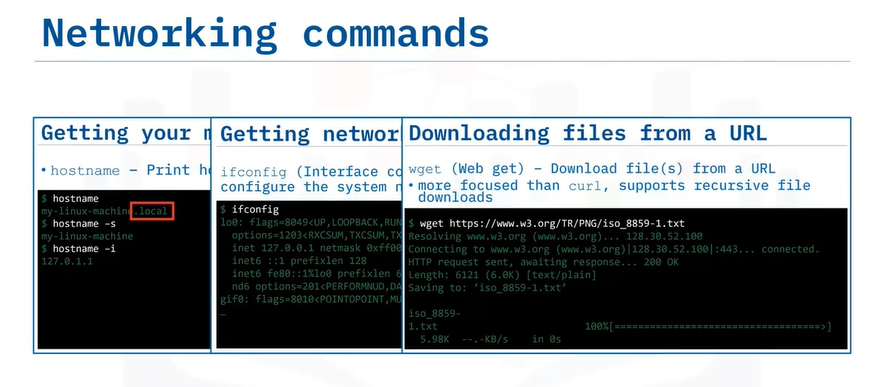 Networking commands
Getting your m
• hostname – Print h
$ hostname
my-linux-machine.local
$ hostname -s
my-linux-machine
$ hostname -i
127.0.1.1
Getting networ
ifconfig (Interface co
configure the system n
$ ifconfig
lo0: flags=8049<UP,LOOPBACK,RUN
options=1203<RXCSUM,TXCSUM,TX
inet 127.0.0.1 netmask 0xff00
inet6 ::1 prefixlen 128
inet6 fe80::1%lo0 prefixlen 6
nd6 options=201<PERFORMNUD,DA
gif0: flags=8010<POINTOPOINT,MU
…
Downloading files from a URL
wget (Web get) – Download file(s) from a URL
• more focused than curl, supports recursive file
downloads
$ wget https://www.w3.org/TR/PNG/iso_8859-1.txt
Resolving www.w3.org (www.w3.org)... 128.30.52.100
Connecting to www.w3.org (www.w3.org)|128.30.52.100|:443... connected.
HTTP request sent, awaiting response... 200 OK
Length: 6121 (6.0K) [text/plain]
Saving to: ‘iso_8859-1.txt’
iso_8859-
1.txt 100%[===================================>]
5.98K --.-KB/s in 0s